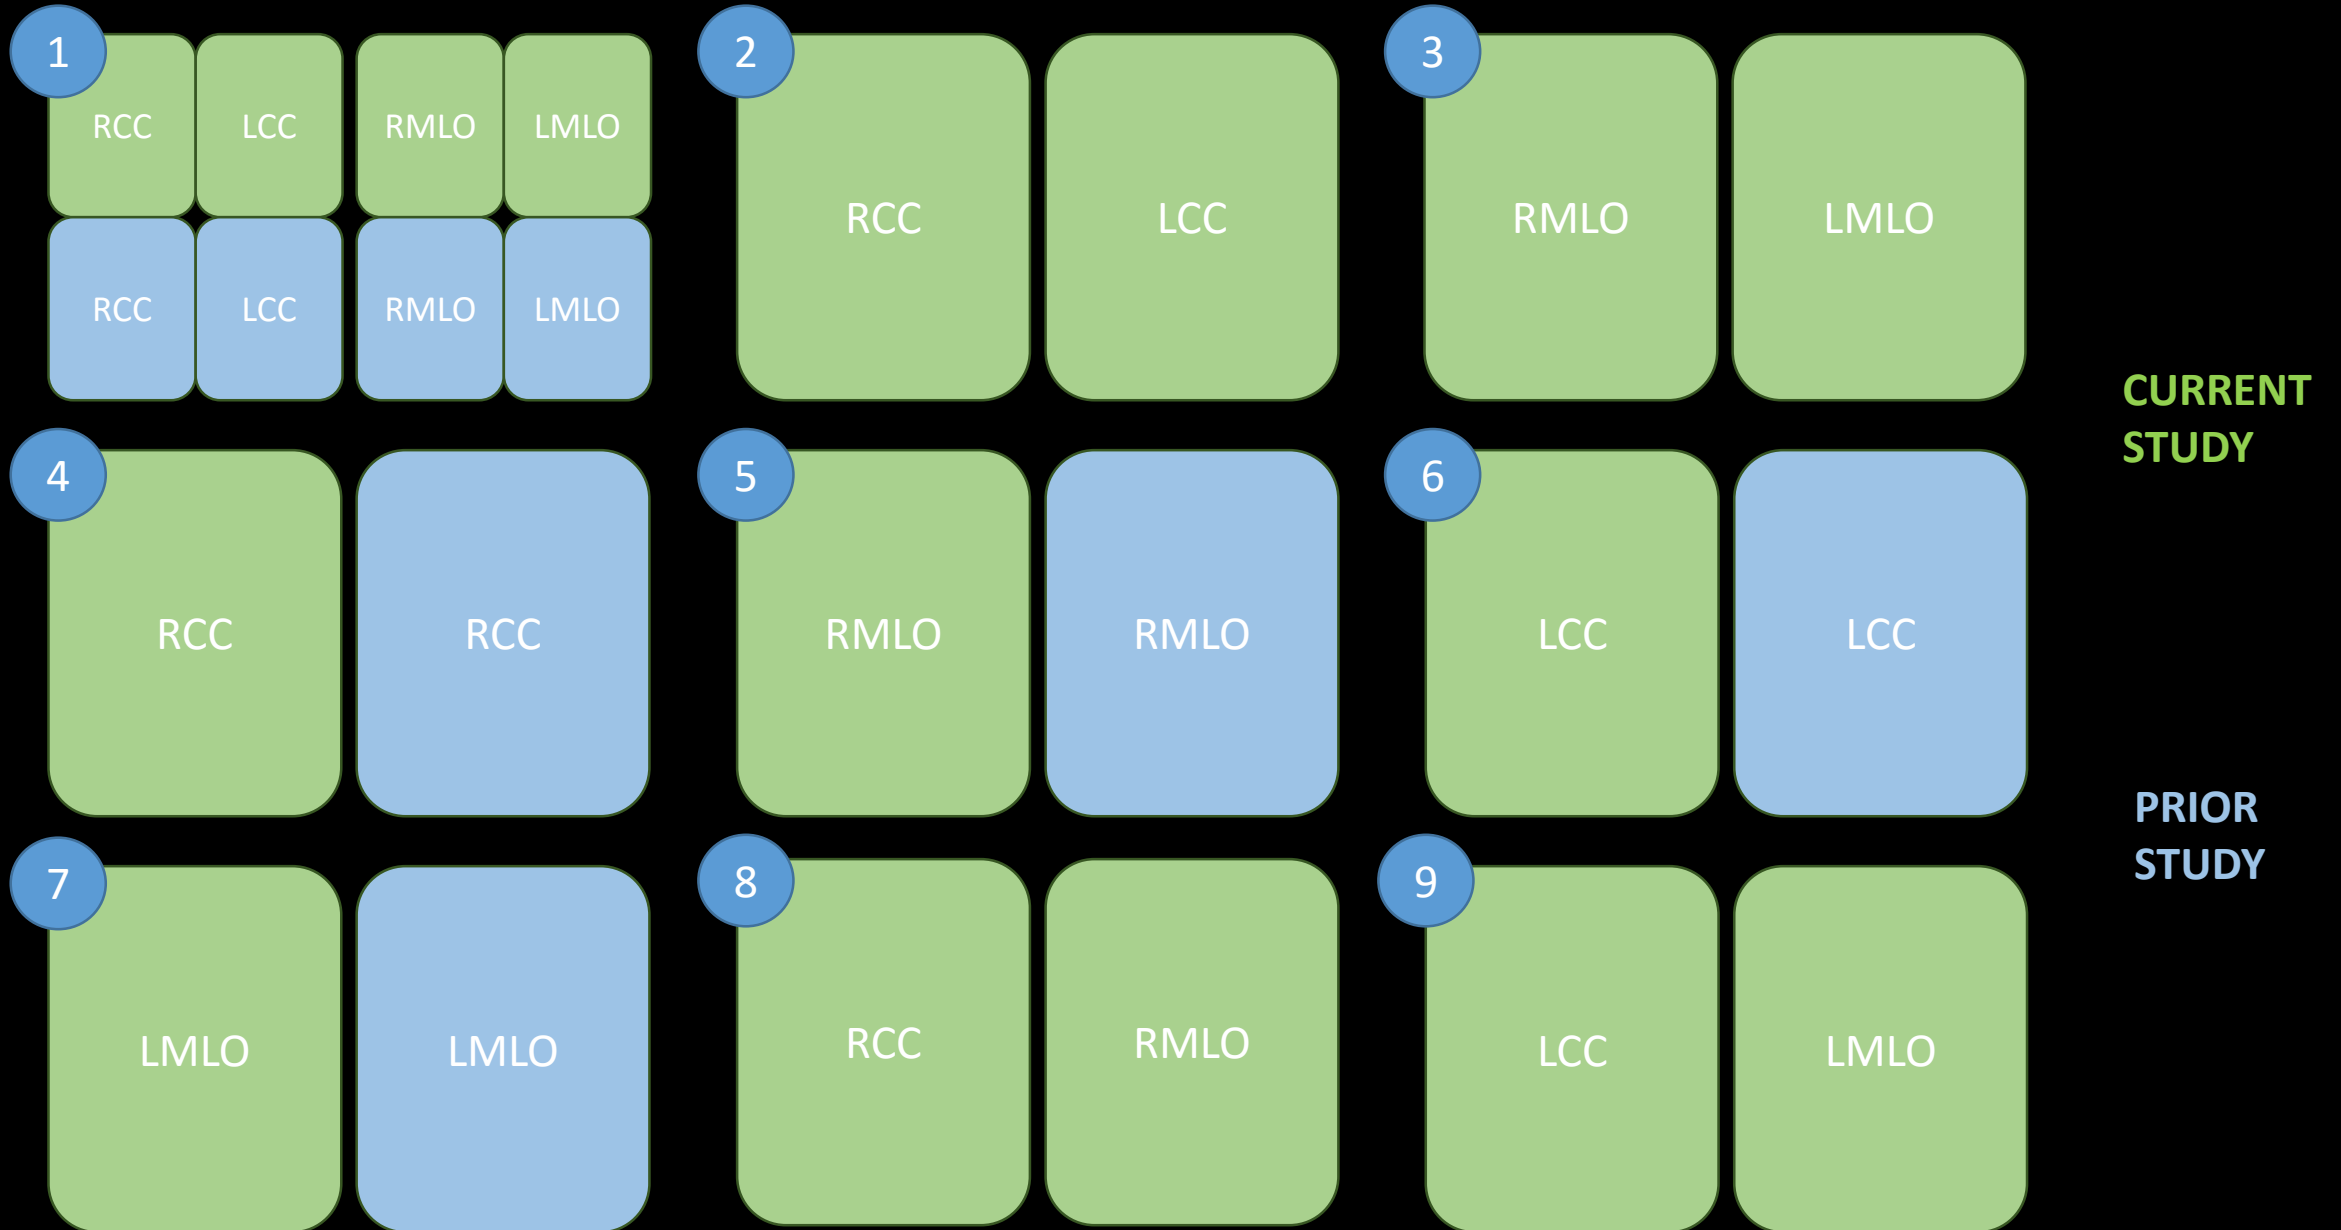 1
RCC LCC RMLO LMLO
RCC LCC RMLO LMLO
2
RCC LCC
3
RMLO LMLO
4
RCC RCC
5
RMLO RMLO
6
LCC LCC
7
LMLO LMLO
8
RCC RMLO
9
LCC LMLO
CURRENT
STUDY
PRIOR
STUDY